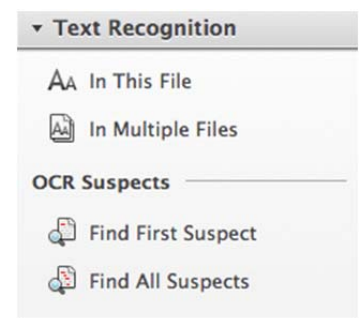 Text Recognition
In This File
In Multiple Files
OCR Suspects
Find First Suspect
Find All Suspects